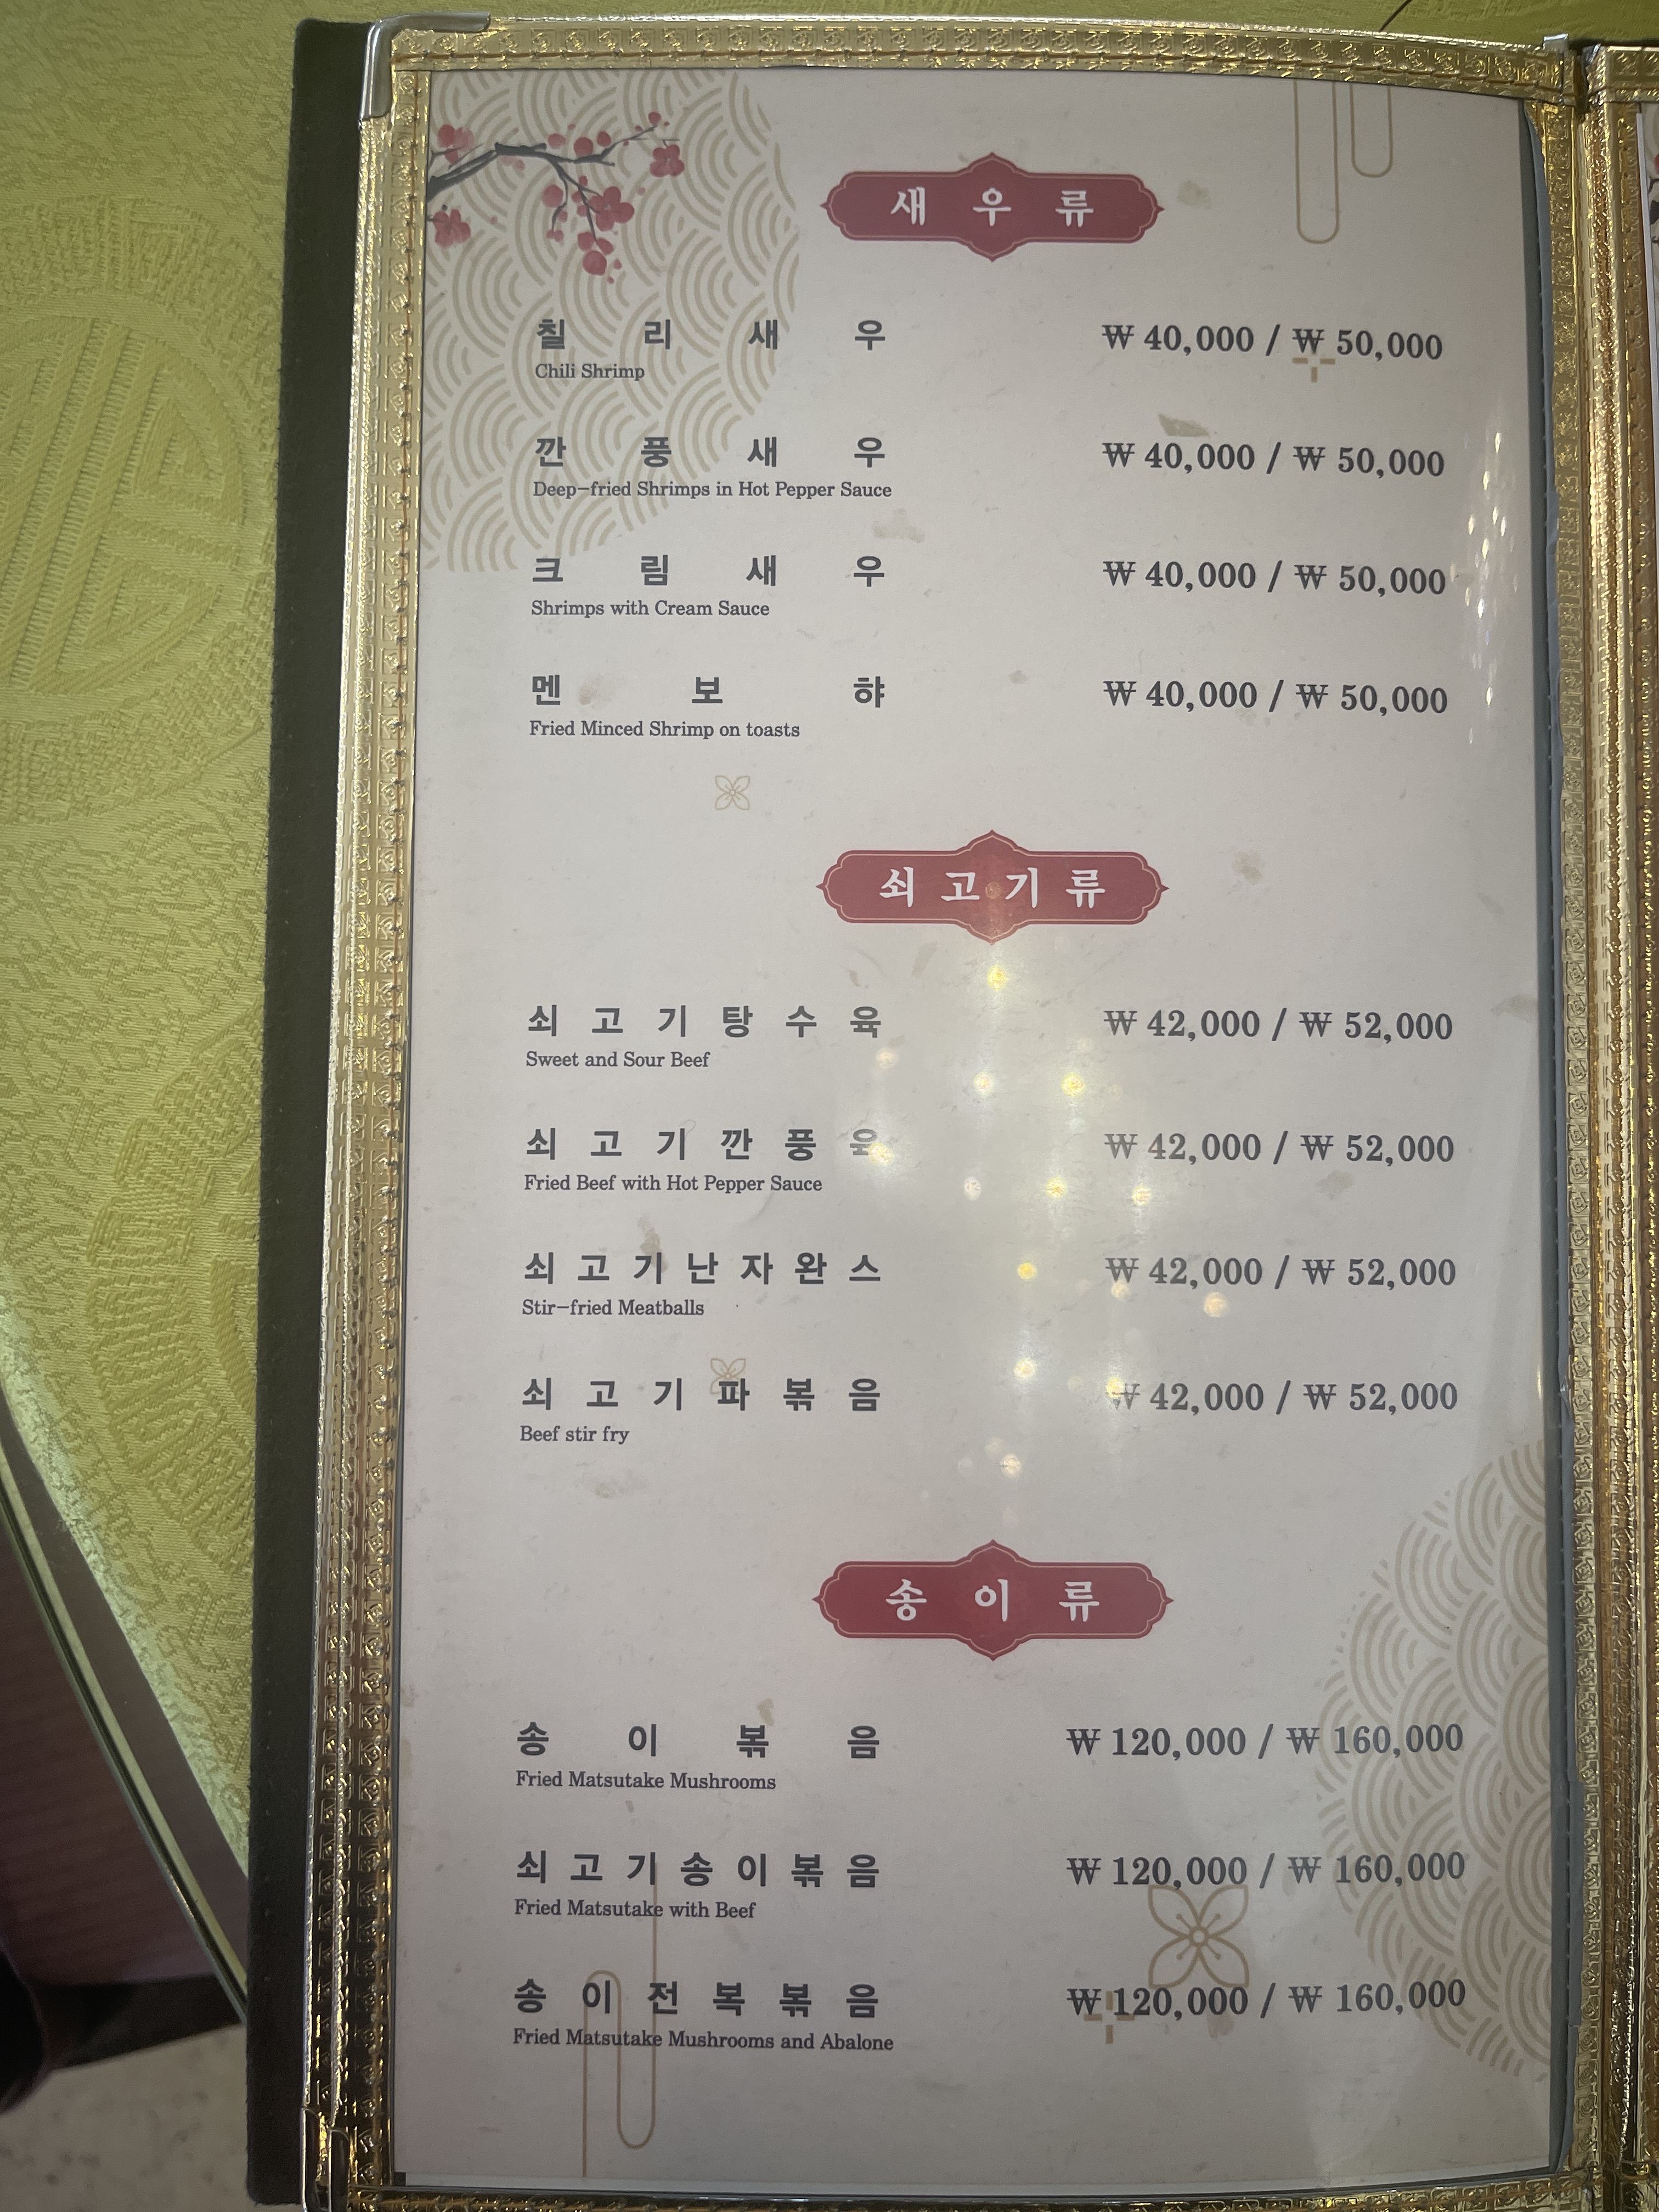 새우류
칠리새우 ₩ 40,000 / ₩ 50,000
Chili Shrimp
깐풍새우 ₩ 40,000 / ₩ 50,000
Deep-fried Shrimps in Hot Pepper Sauce
크림새우 ₩ 40,000 / ₩ 50,000
Shrimps with Cream Sauce
멘보햐 ₩ 40,000 / ₩ 50,000
Fried Minced Shrimp on toasts
쇠고기류
쇠고기탕수육 ₩ 42,000 / ₩ 52,000
Sweet and Sour Beef
쇠고기깐풍육 ₩ 42,000 / ₩ 52,000
Fried Beef with Hot Pepper Sauce
쇠고기난자완스 ₩ 42,000 / ₩ 52,000
Stir-fried Meatballs
쇠고기파볶음 ₩ 42,000 / ₩ 52,000
Beef stir fry
송이류
송이볶음 ₩ 120,000 / ₩ 160,000
Fried Matsutake Mushrooms
쇠고기송이볶음 ₩ 120,000 / ₩ 160,000
Fried Matsutake with Beef
송이전복볶음 ₩ 120,000 / ₩ 160,000
Fried Matsutake Mushrooms and Abalone